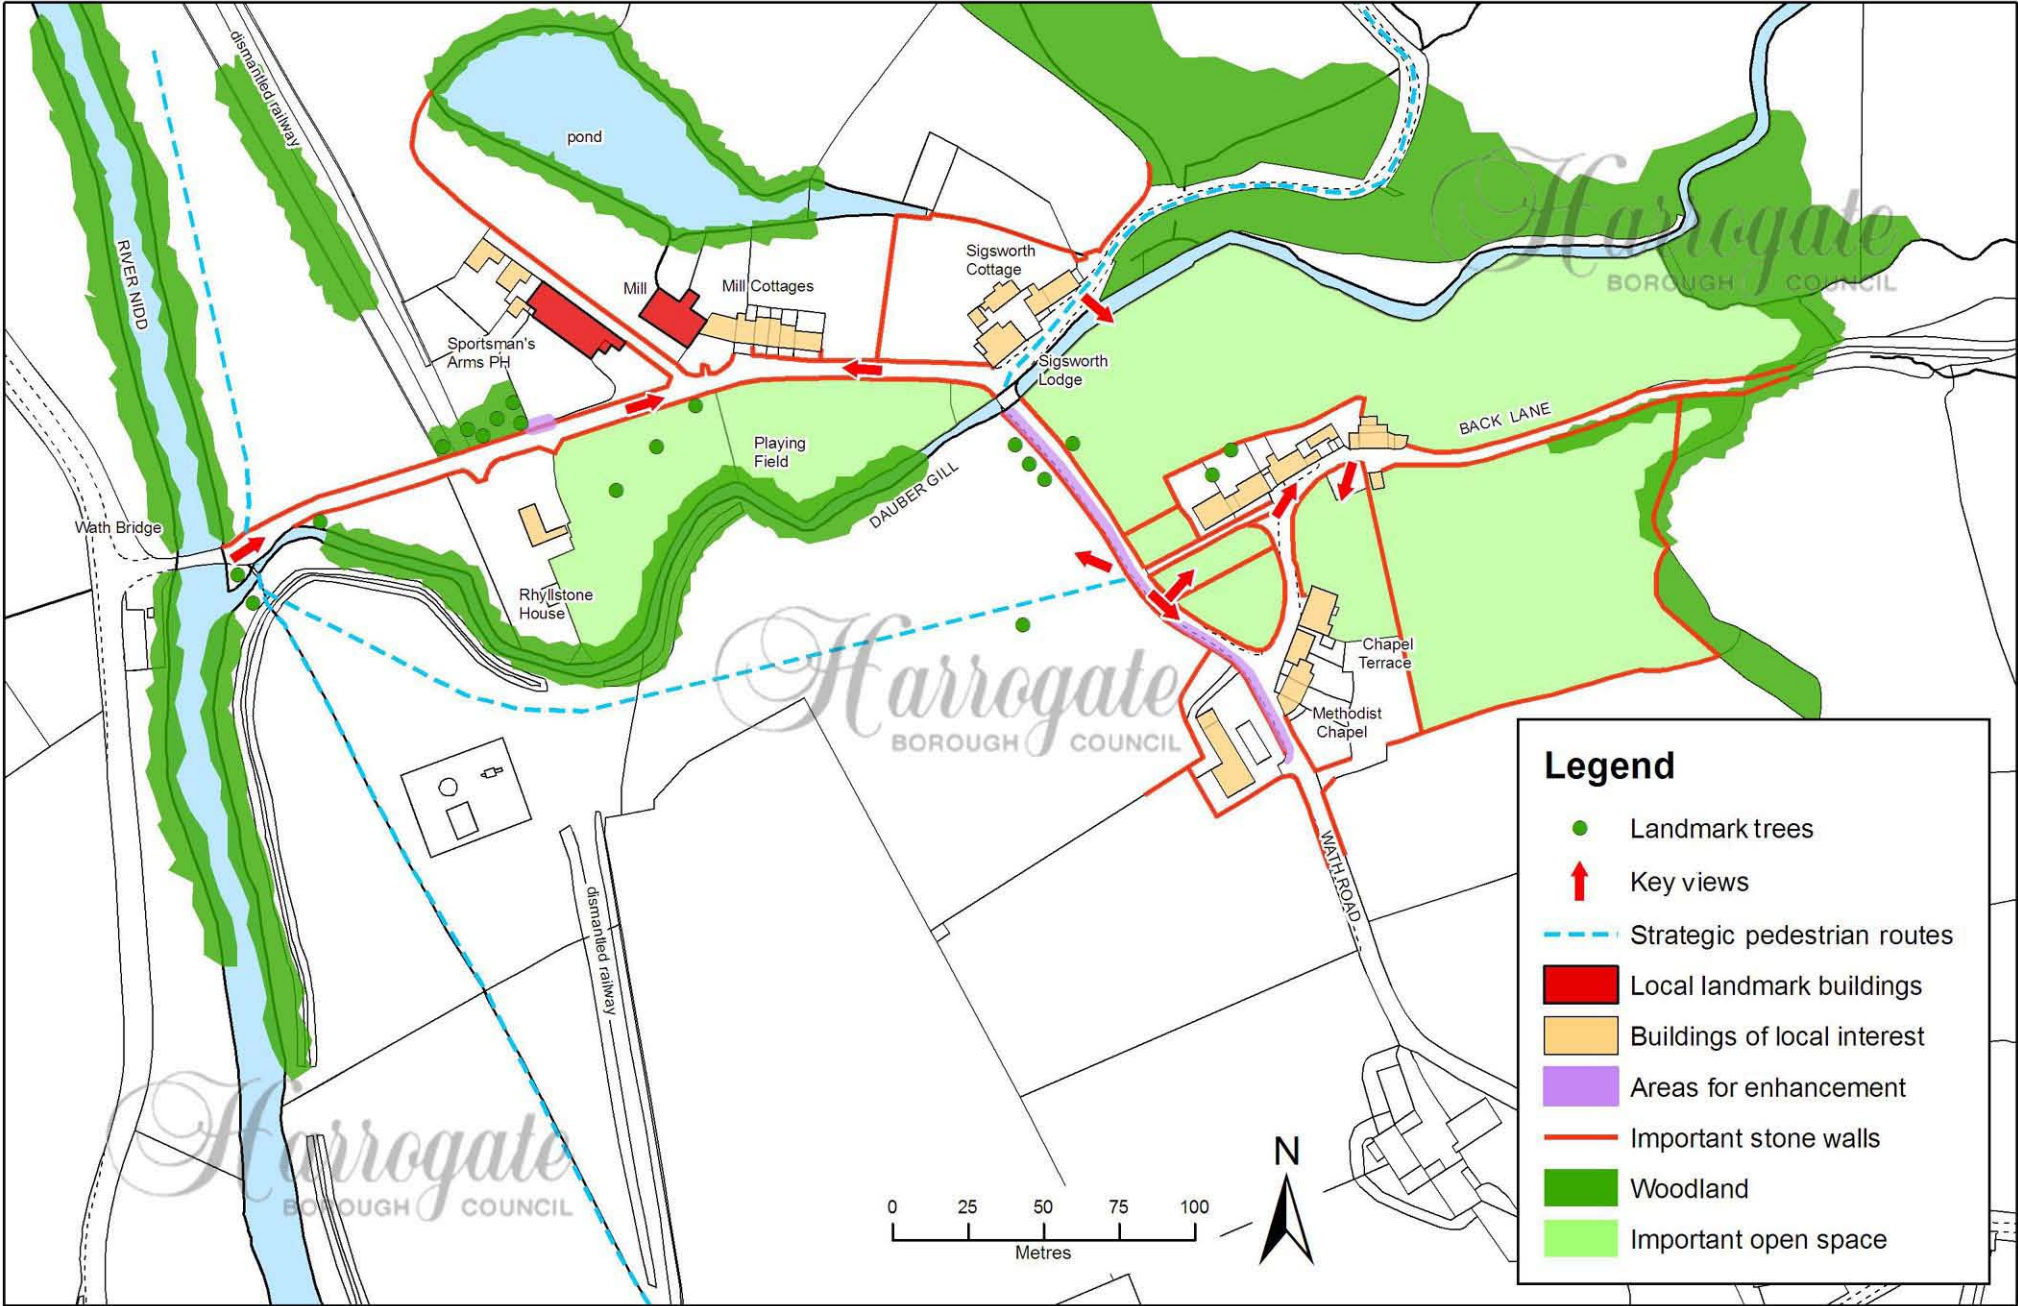 dismantled railway
pond
RIVER NIDD
Sigsworth
Cottage
Mill
Mill Cottages
Sportsman's
Arms PH
Sigsworth
Lodge
BACK LANE
Playing
Field
DAUBER GILL
Wath Bridge
Rhyllstone
House
Chapel
Terrace
Methodist
Chapel
WATH ROAD
dismantled railway
Harrogate
BOROUGH COUNCIL
Harrogate
BOROUGH COUNCIL
Harrogate
BOROUGH COUNCIL
N
0 25 50 75 100
Metres
Legend
Landmark trees
Key views
Strategic pedestrian routes
Local landmark buildings
Buildings of local interest
Areas for enhancement
Important stone walls
Woodland
Important open space